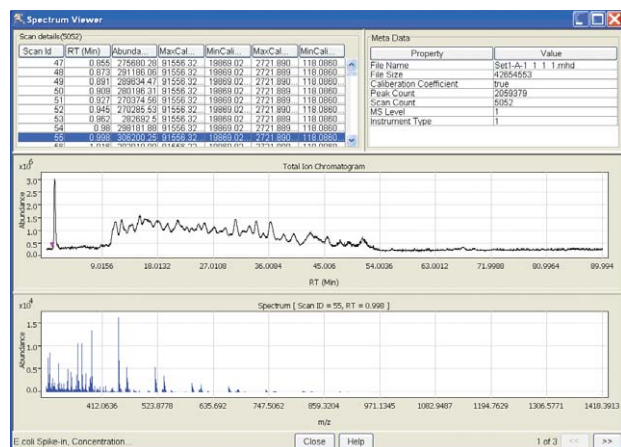 Spectrum Viewer
Scan details(5052)
Scan Id RT (Min) Abunda... MaxCal... MinCali... MaxCal... MinCali...
47 0.855 275680.28 91556.32 19869.02 2721.890 118.0860
48 0.873 291186.06 91556.32 19869.02 2721.890 118.0860
49 0.891 289834.47 91556.32 19869.02 2721.889 118.0860
50 0.909 280196.31 91556.32 19869.02 2721.889 118.0860
51 0.927 270374.56 91556.32 19869.02 2721.889 118.0860
52 0.945 270285.53 91556.32 19869.02 2721.889 118.0860
53 0.962 282692.5 91556.32 19869.02 2721.889 118.0860
54 0.98 298181.88 91556.32 19869.02 2721.889 118.0860
55 0.998 306200.25 91556.32 19869.02 2721.889 118.0860
Meta Data
Property Value
File Name Set1-A-1_1_1_1.mhd
File Size 42654553
Caliberation Coefficient true
Peak Count 2059379
Scan Count 5052
MS Level 1
Instrument Type 1
Total Ion Chromatogram
x10^6
Abundance
3.0
2.5
2.0
1.5
1.0
0.5
0.0
9.0156 18.0132 27.0108 36.0084 45.006 54.0036 63.0012 71.9988 80.9964 89.994
RT (Min)
Spectrum [ Scan ID = 55, RT = 0.998 ]
x10^4
Abundance
1.5
1.0
0.5
0.0
412.0636 523.8778 635.692 747.5062 859.3204 971.1345 1082.9487 1194.7629 1306.5771 1418.3913
m/z
E.coli Spike-in, Concentration... Close Help 1 of 3 << >>